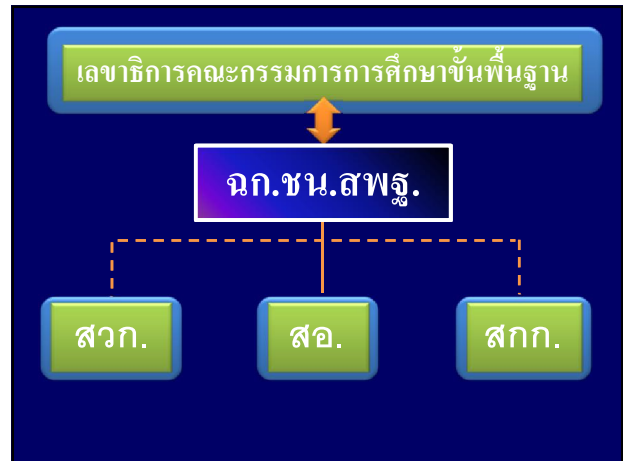 เลขาธิการคณะกรรมการการศึกษาขั้นพื้นฐาน
ฉก.ชน.สพฐ.
สวก.
สอ.
สกก.